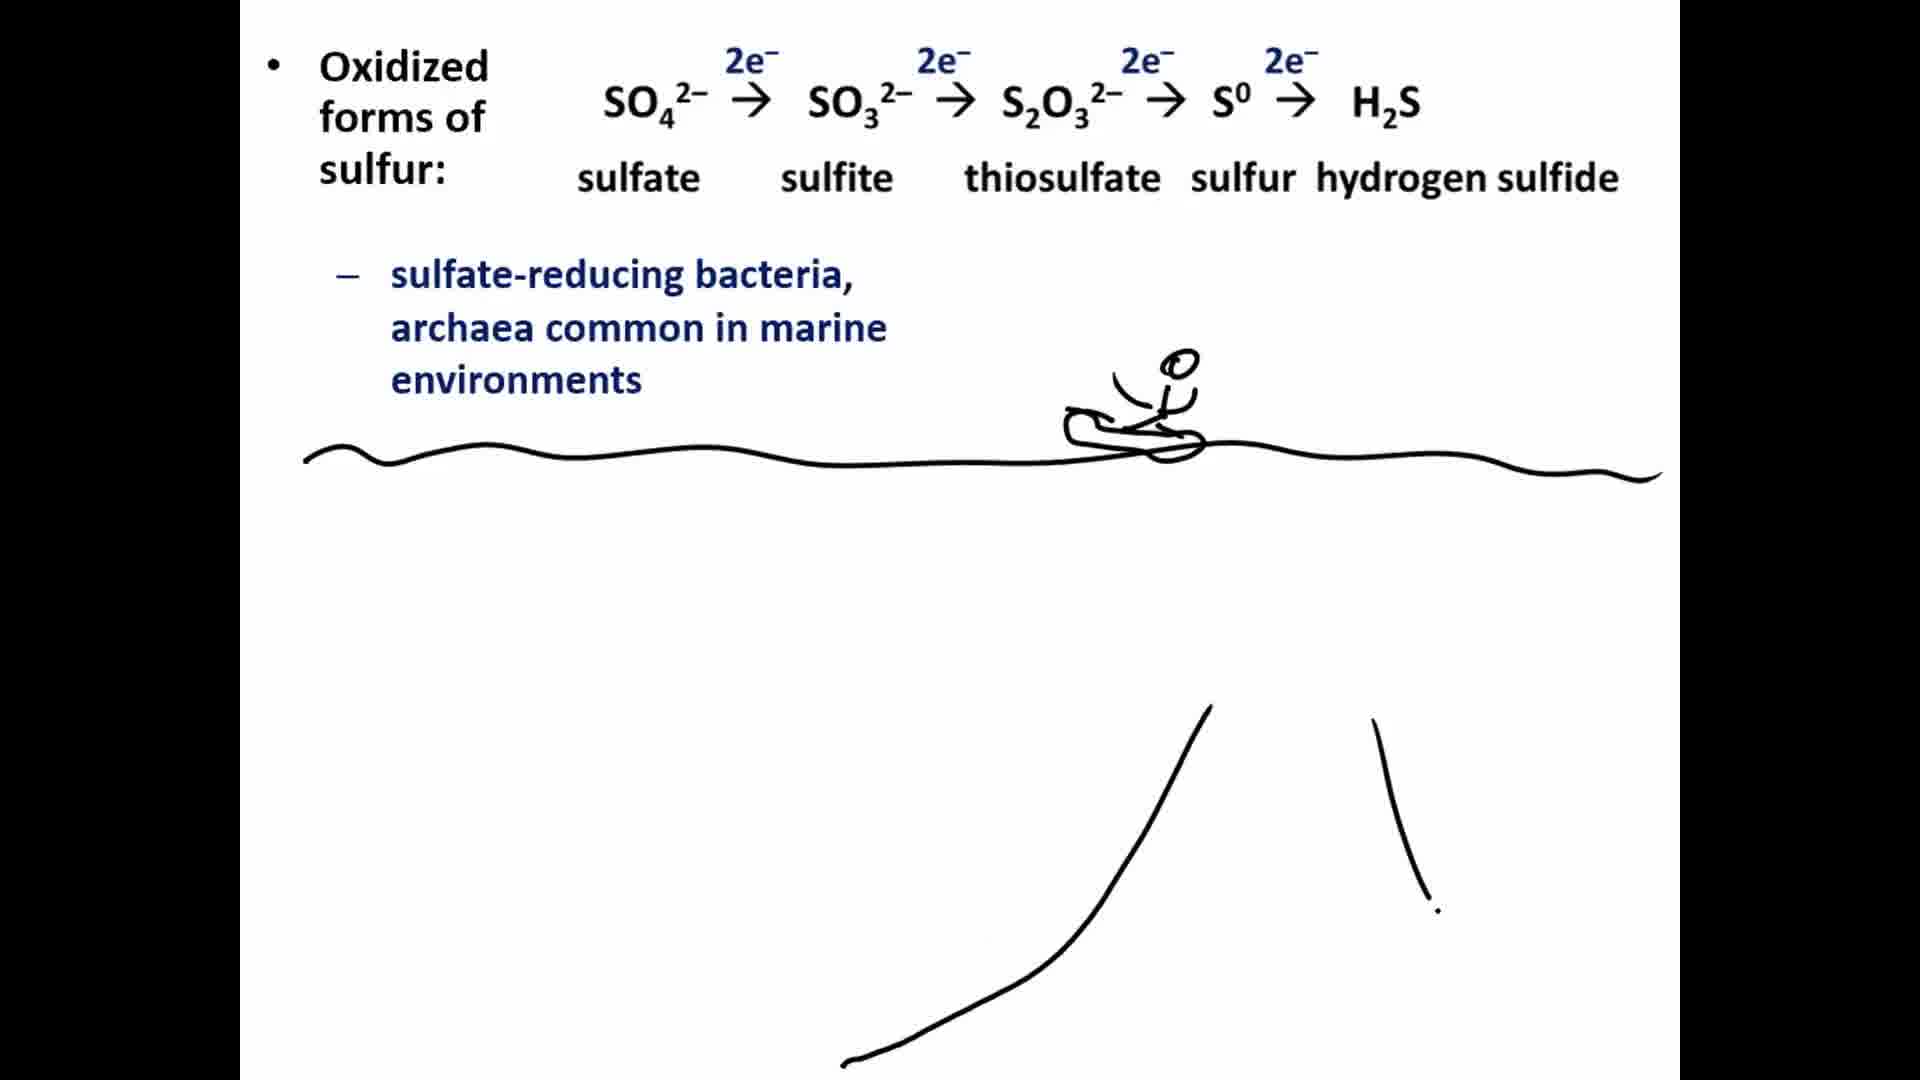 • Oxidized forms of sulfur:
2e⁻ 2e⁻ 2e⁻ 2e⁻
SO₄²⁻ → SO₃²⁻ → S₂O₃²⁻ → S⁰ → H₂S
sulfate sulfite thiosulfate sulfur hydrogen sulfide
– sulfate-reducing bacteria,
archaea common in marine
environments